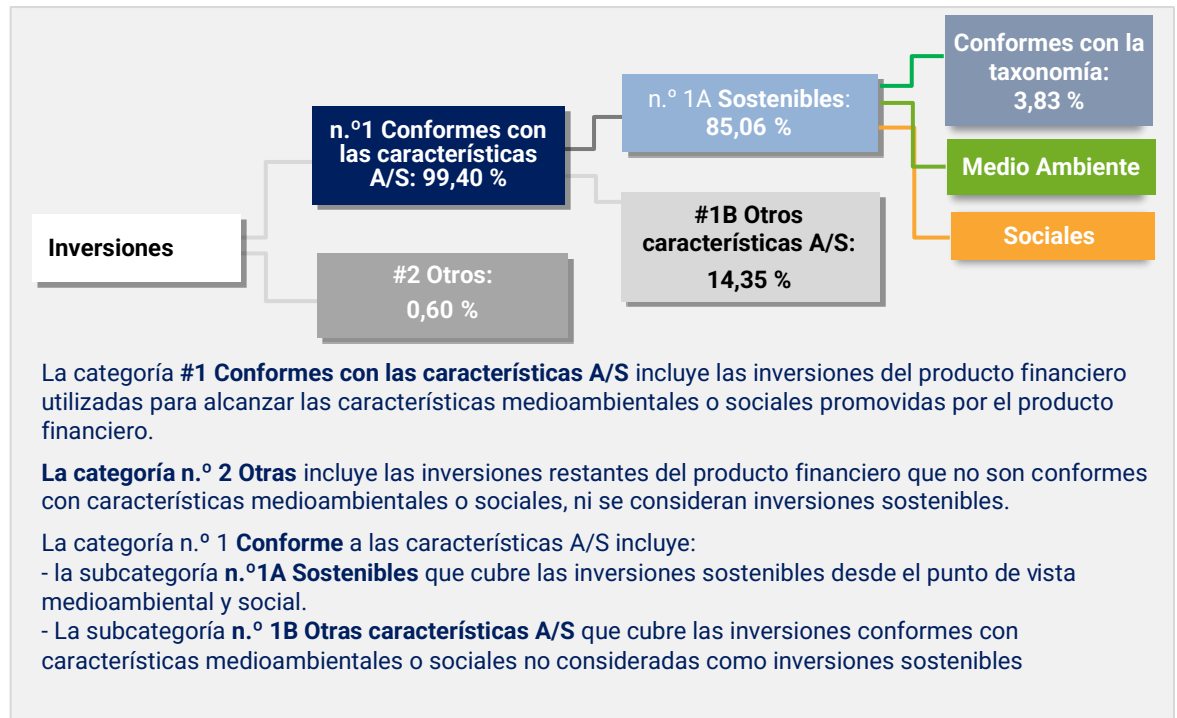 Conformes con la
taxonomía:
3,83 %
n.º 1A Sostenibles:
85,06 %
n.º1 Conformes con
las características
A/S: 99,40 %
Medio Ambiente
#1B Otros
características A/S:
14,35 %
Sociales
Inversiones
#2 Otros:
0,60 %
La categoría #1 Conformes con las características A/S incluye las inversiones del producto financiero
utilizadas para alcanzar las características medioambientales o sociales promovidas por el producto
financiero.
La categoría n.º 2 Otras incluye las inversiones restantes del producto financiero que no son conformes
con características medioambientales o sociales, ni se consideran inversiones sostenibles.
La categoría n.º 1 Conforme a las características A/S incluye:
- la subcategoría n.º1A Sostenibles que cubre las inversiones sostenibles desde el punto de vista
medioambiental y social.
- La subcategoría n.º 1B Otras características A/S que cubre las inversiones conformes con
características medioambientales o sociales no consideradas como inversiones sostenibles